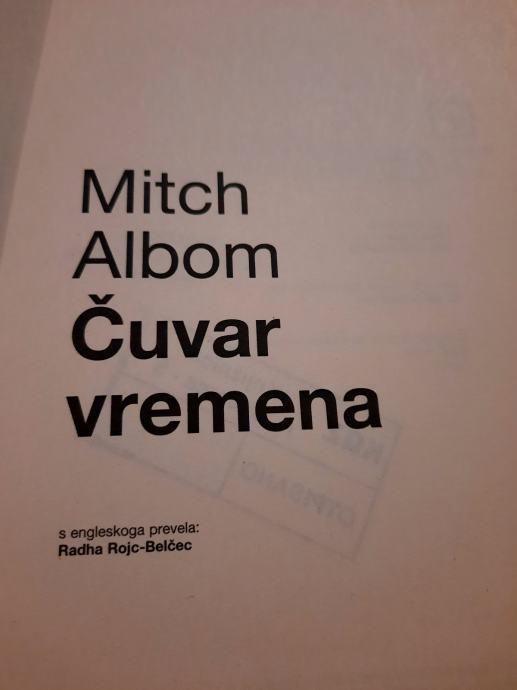 Mitch
Albom
Čuvar
vremena
s engleskoga prevela:
Radha Rojc-Belčec